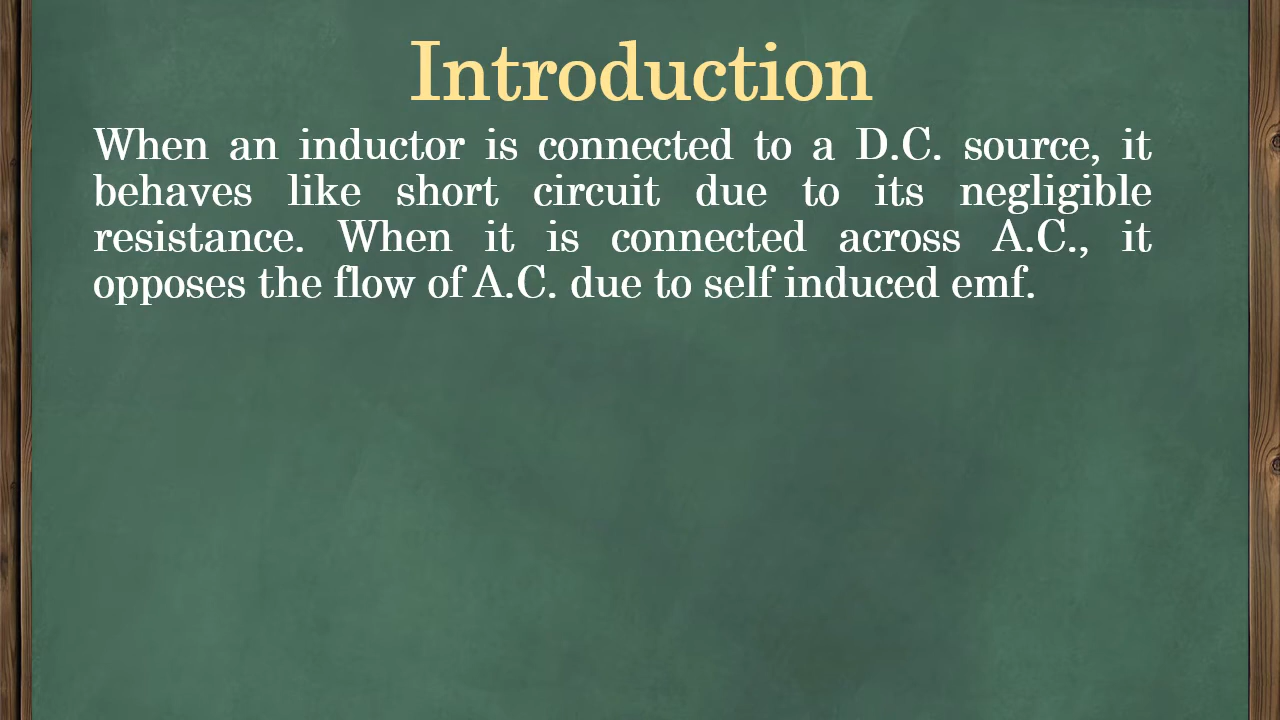 Introduction
When an inductor is connected to a D.C. source, it
behaves like short circuit due to its negligible
resistance. When it is connected across A.C., it
opposes the flow of A.C. due to self induced emf.